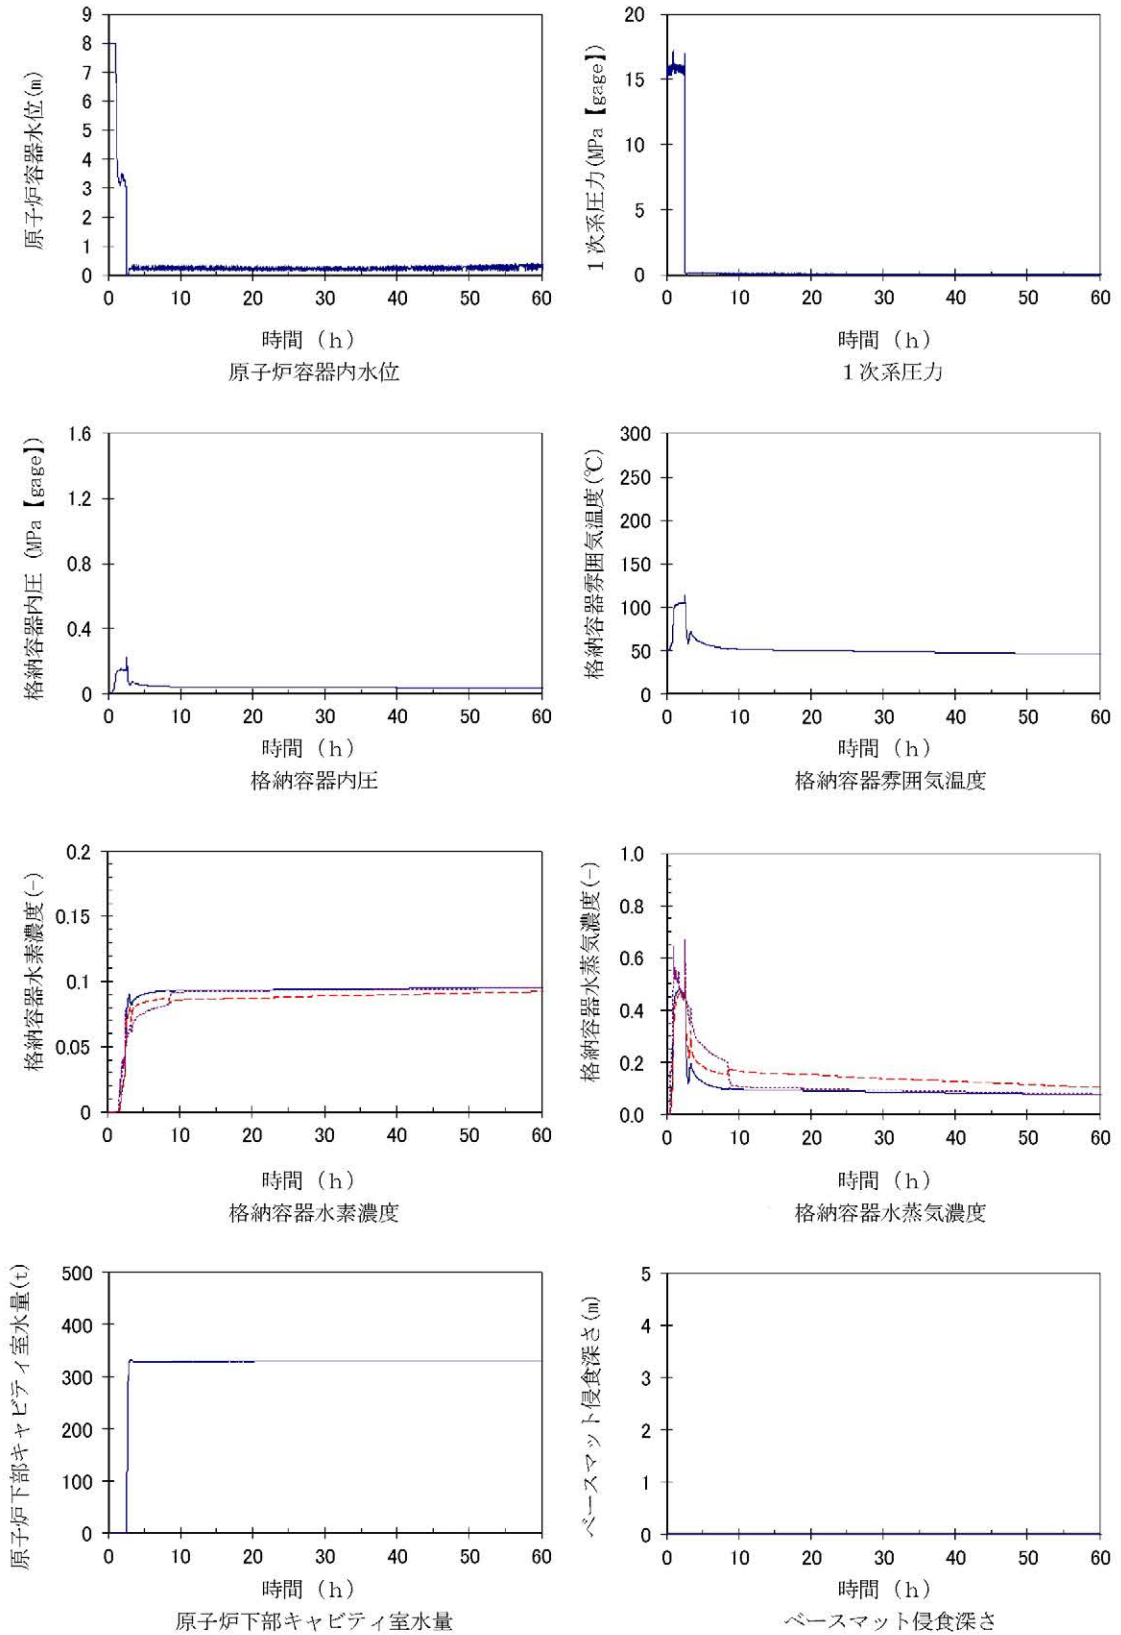 原子炉容器水位(m)
9
8
7
6
5
4
3
2
1
0
0 10 20 30 40 50 60
時間 (h)
原子炉容器内水位
1次系圧力(MPa【gage】)
20
15
10
5
0
0 10 20 30 40 50 60
時間 (h)
1次系圧力
格納容器内圧 (MPa【gage】)
1.6
1.2
0.8
0.4
0
0 10 20 30 40 50 60
時間 (h)
格納容器内圧
格納容器雰囲気温度(℃)
300
250
200
150
100
50
0
0 10 20 30 40 50 60
時間 (h)
格納容器雰囲気温度
格納容器水素濃度(-)
0.2
0.15
0.1
0.05
0
0 10 20 30 40 50 60
時間 (h)
格納容器水素濃度
格納容器水蒸気濃度(-)
1.0
0.8
0.6
0.4
0.2
0.0
0 10 20 30 40 50 60
時間 (h)
格納容器水蒸気濃度
原子炉下部キャビティ室水量(t)
500
400
300
200
100
0
0 10 20 30 40 50 60
時間 (h)
原子炉下部キャビティ室水量
ベースマット侵食深さ(m)
5
4
3
2
1
0
0 10 20 30 40 50 60
時間 (h)
ベースマット侵食深さ